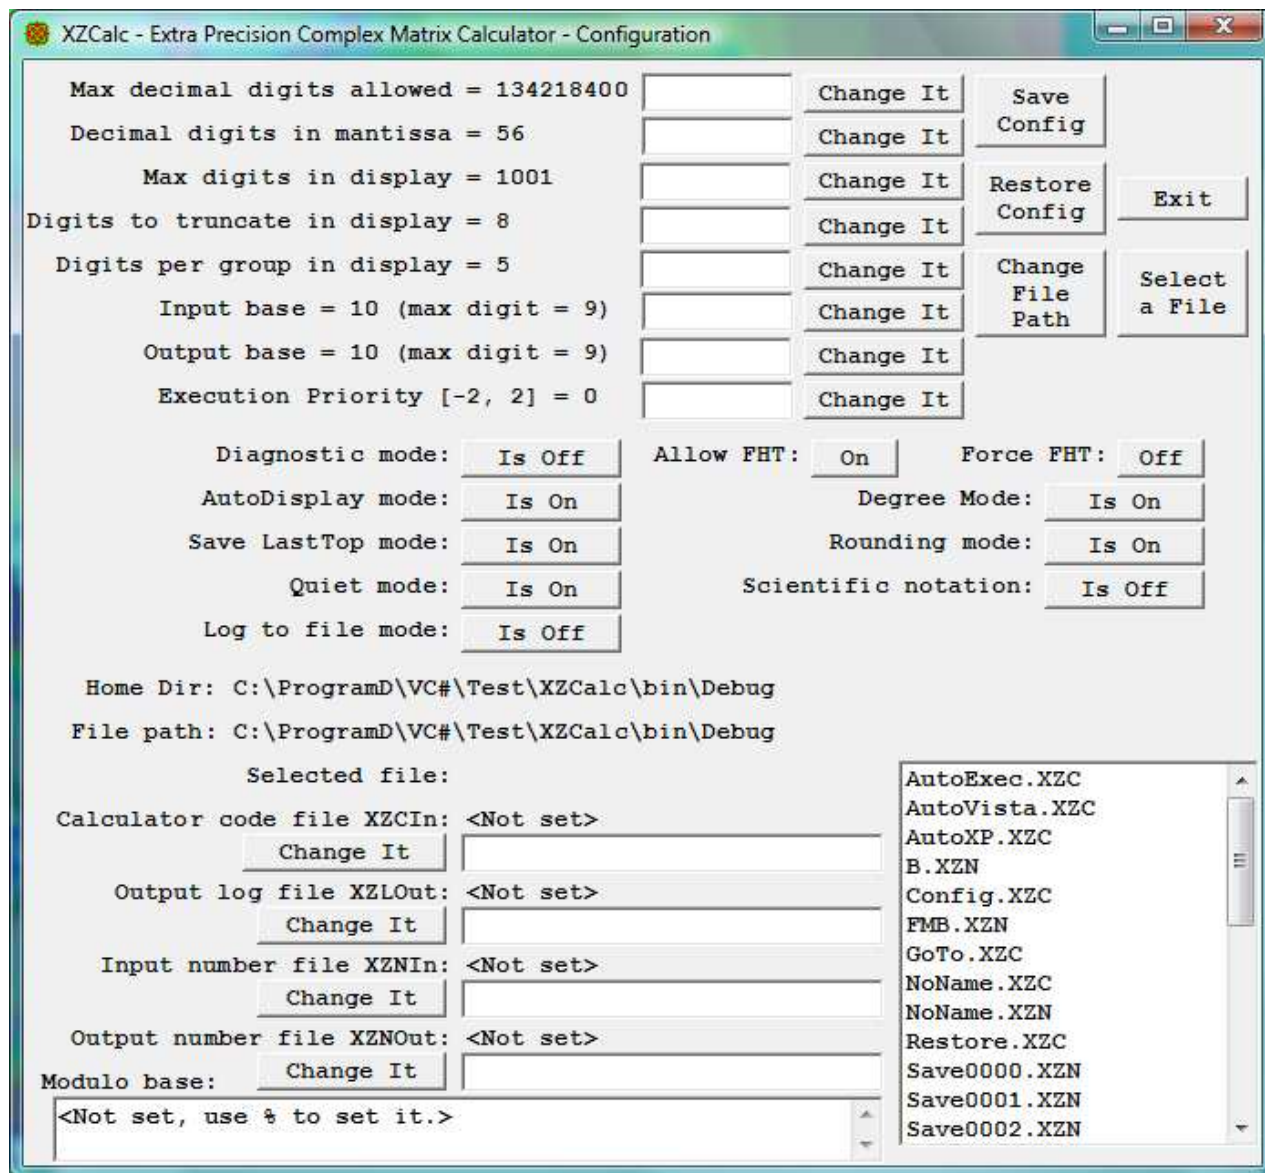 XZCalc - Extra Precision Complex Matrix Calculator - Configuration
Max decimal digits allowed = 134218400 Change It Save Config
Decimal digits in mantissa = 56 Change It
Max digits in display = 1001 Change It Restore Config Exit
Digits to truncate in display = 8 Change It
Digits per group in display = 5 Change It Change File Path Select a File
Input base = 10 (max digit = 9) Change It
Output base = 10 (max digit = 9) Change It
Execution Priority [-2, 2] = 0 Change It
Diagnostic mode: Is Off Allow FHT: On Force FHT: Off
AutoDisplay mode: Is On Degree Mode: Is On
Save LastTop mode: Is On Rounding mode: Is On
Quiet mode: Is On Scientific notation: Is Off
Log to file mode: Is Off
Home Dir: C:\ProgramD\VC#\Test\XZCalc\bin\Debug
File path: C:\ProgramD\VC#\Test\XZCalc\bin\Debug
Selected file:
Calculator code file XZCIn: <Not set>
Change It
Output log file XZLOut: <Not set>
Change It
Input number file XZNIn: <Not set>
Change It
Output number file XZNOut: <Not set>
Change It
Modulo base:
<Not set, use % to set it.>
AutoExec.XZC
AutoVista.XZC
AutoXP.XZC
B.XZN
Config.XZC
FMB.XZN
GoTo.XZC
NoName.XZC
NoName.XZN
Restore.XZC
Save0000.XZN
Save0001.XZN
Save0002.XZN